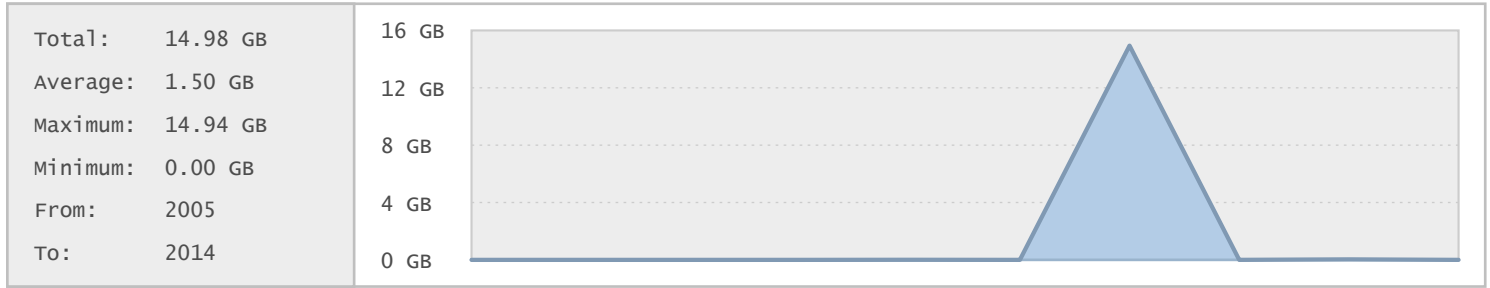 Total: 14.98 GB
Average: 1.50 GB
Maximum: 14.94 GB
Minimum: 0.00 GB
From: 2005
To: 2014
16 GB
12 GB
8 GB
4 GB
0 GB